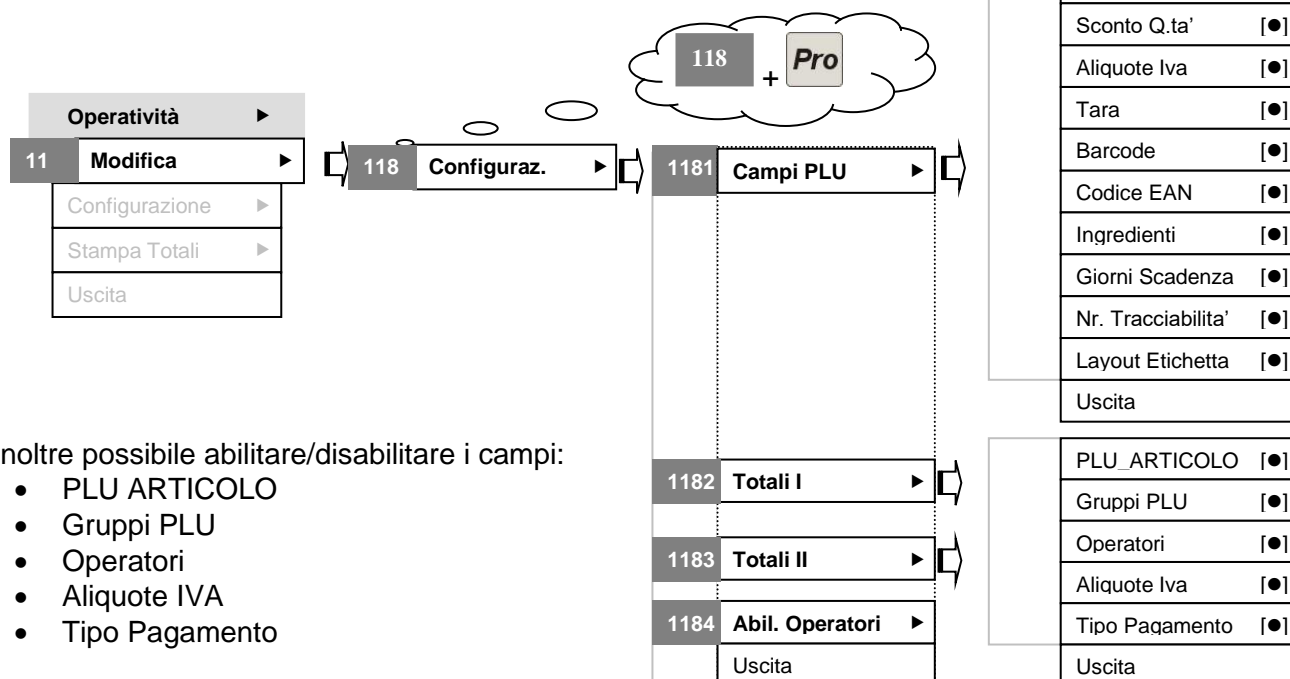 118 + Pro
Operatività
11 Modifica
Configurazione
Stampa Totali
Uscita
118 Configuraz.
1181 Campi PLU
Sconto Q.ta'
Aliquote Iva
Tara
Barcode
Codice EAN
Ingredienti
Giorni Scadenza
Nr. Tracciabilita'
Layout Etichetta
Uscita
noltre possibile abilitare/disabilitare i campi:
• PLU ARTICOLO
• Gruppi PLU
• Operatori
• Aliquote IVA
• Tipo Pagamento
1182 Totali I
1183 Totali II
1184 Abil. Operatori
Uscita
PLU_ARTICOLO
Gruppi PLU
Operatori
Aliquote Iva
Tipo Pagamento
Uscita